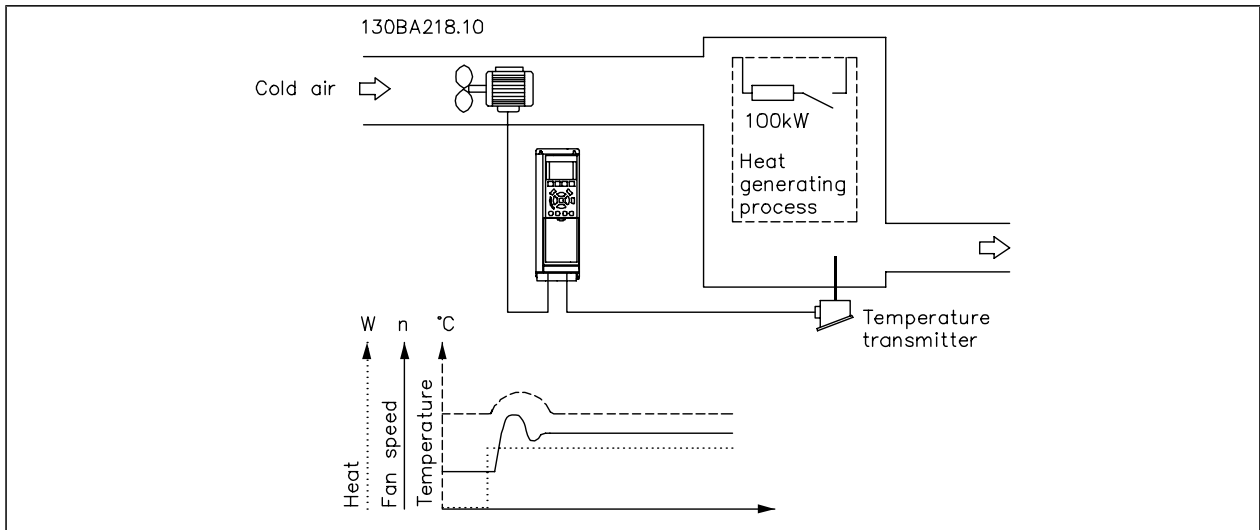 130BA218.10
Cold air
100kW
Heat
generating
process
Temperature
transmitter
W n °C
Heat
Fan speed
Temperature